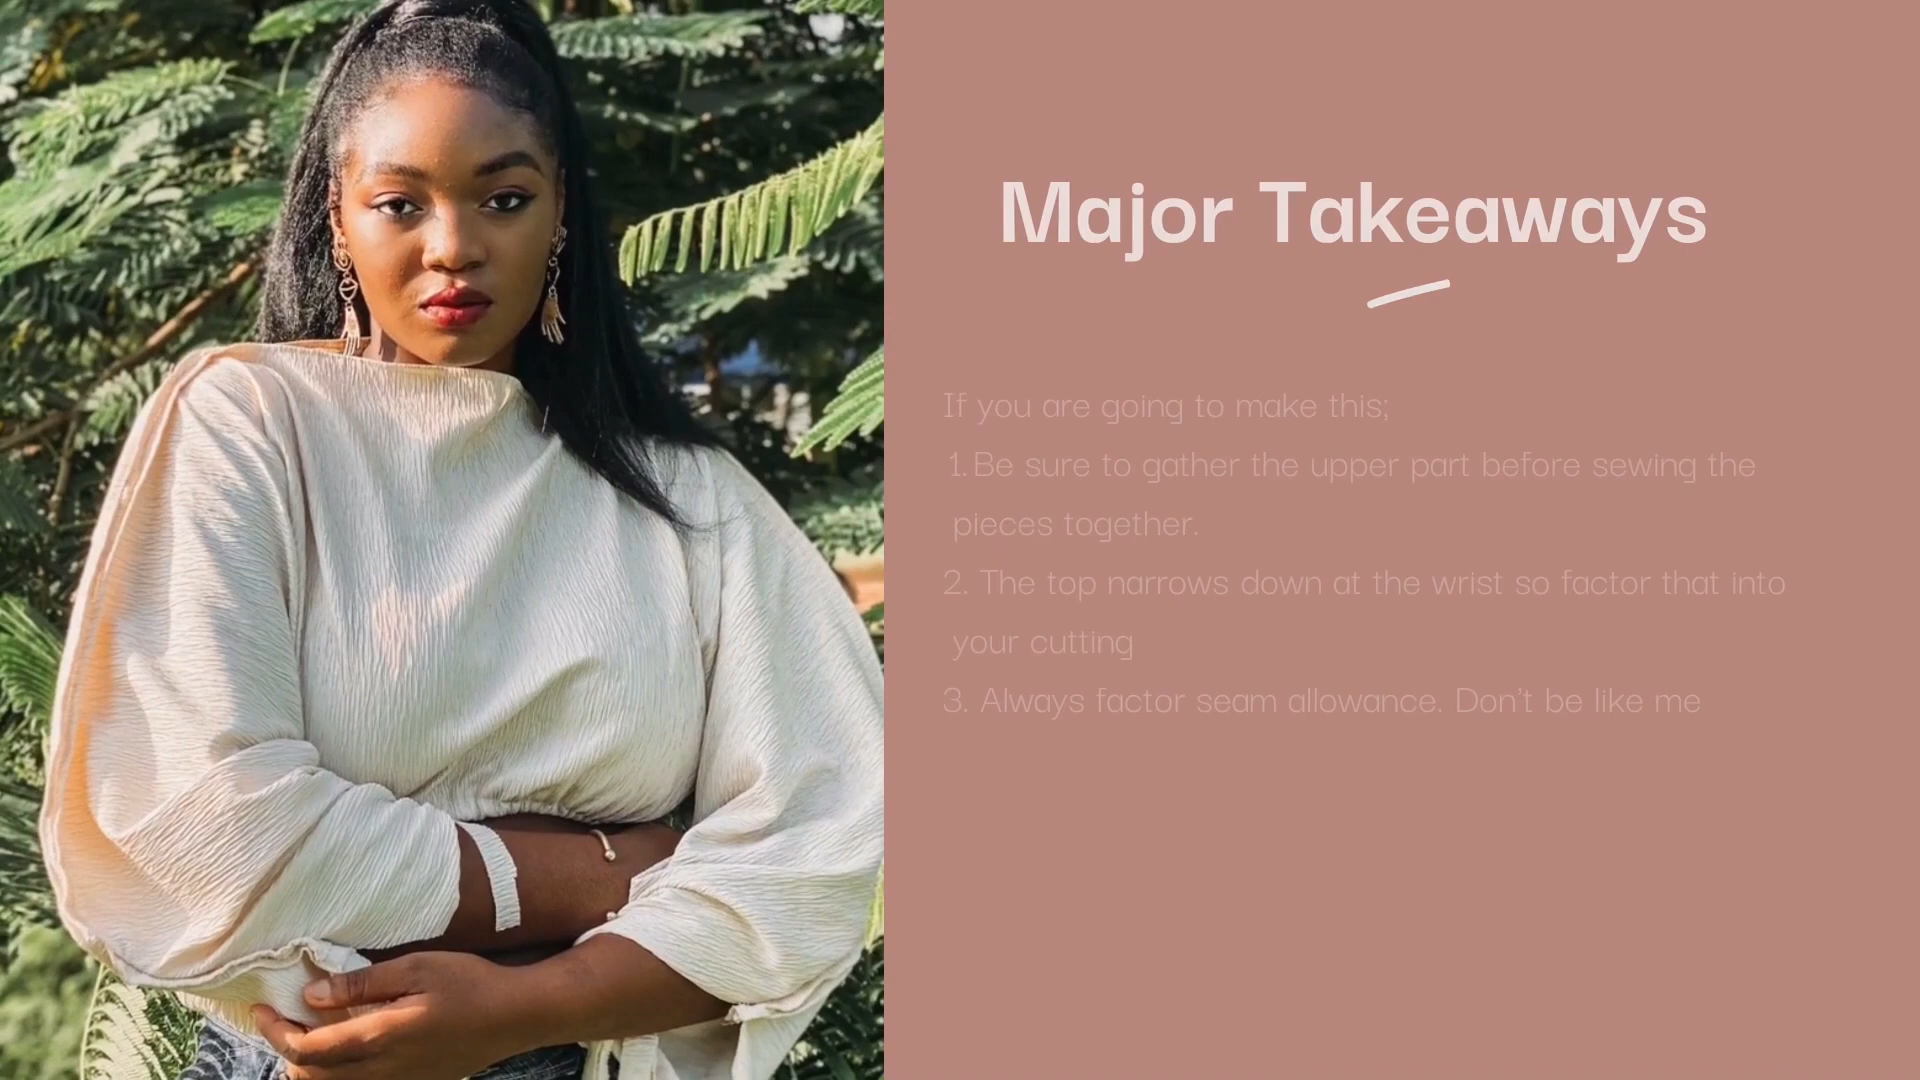 Major Takeaways
If you are going to make this;
1. Be sure to gather the upper part before sewing the
pieces together.
2. The top narrows down at the wrist so factor that into
your cutting
3. Always factor seam allowance. Don't be like me